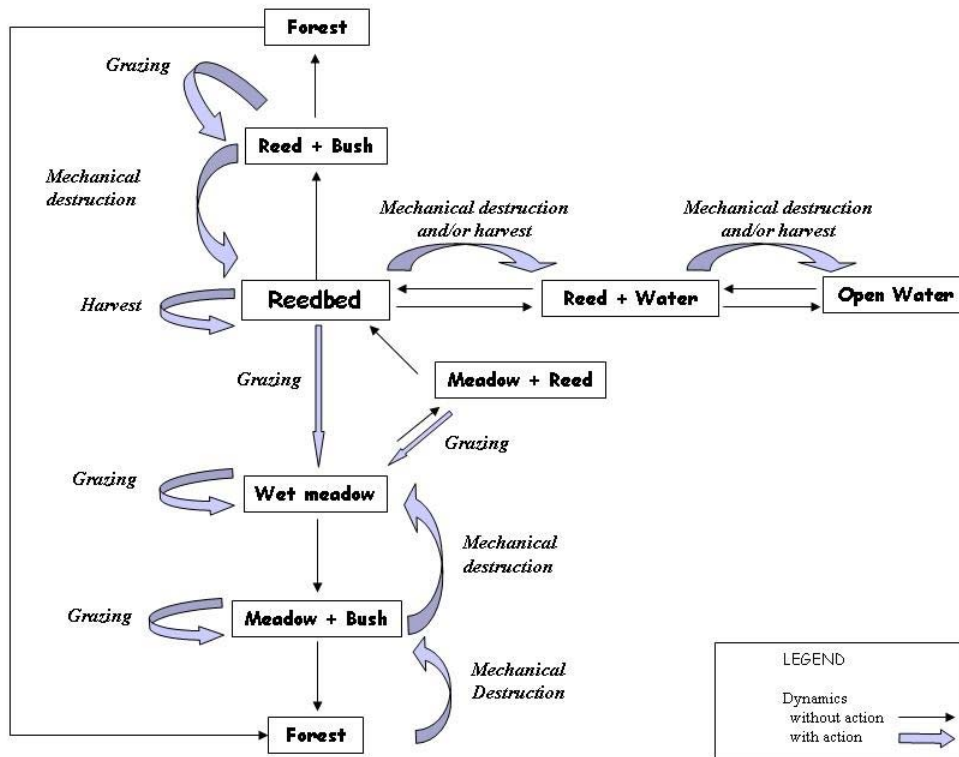 Forest
Grazing
Reed + Bush
Mechanical
destruction
Mechanical destruction
and/or harvest
Mechanical destruction
and/or harvest
Harvest
Reedbed
Reed + Water
Open Water
Grazing
Meadow + Reed
Grazing
Grazing
Wet meadow
Mechanical
destruction
Grazing
Meadow + Bush
Mechanical
Destruction
Forest
LEGEND
Dynamics
without action
with action